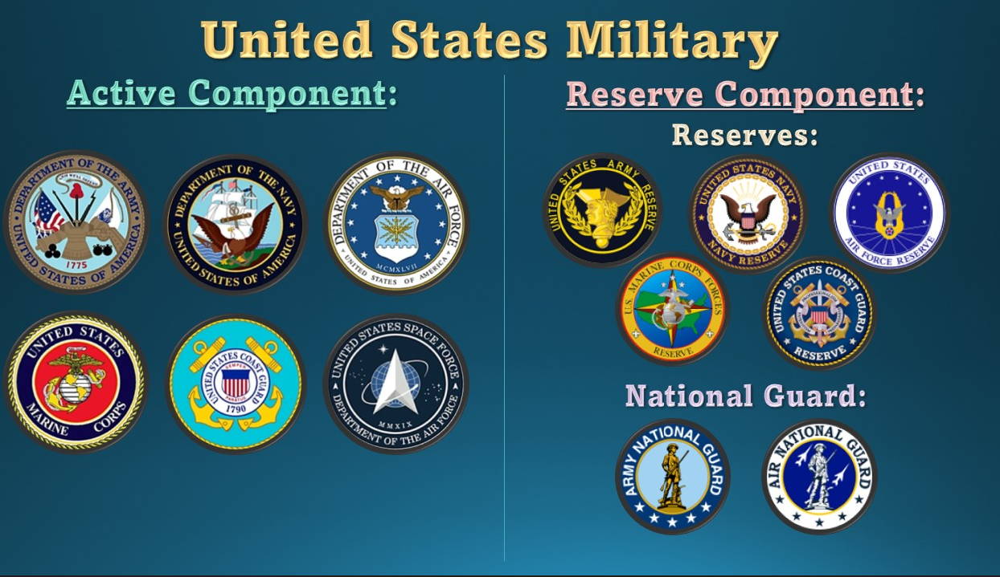 United States Military
Active Component:
DEPARTMENT OF THE ARMY
UNITED STATES OF AMERICA
1775
DEPARTMENT OF THE NAVY
UNITED STATES OF AMERICA
DEPARTMENT OF THE AIR FORCE
UNITED STATES OF AMERICA
MCMXLVII
UNITED STATES
MARINE CORPS
UNITED STATES COAST GUARD
SEMPER
PARATUS
1790
UNITED STATES SPACE FORCE
MMXIX
DEPARTMENT OF THE AIR FORCE
Reserve Component:
Reserves:
UNITED STATES ARMY RESERVE
UNITED STATES NAVY
NAVY RESERVE
UNITED STATES
AIR FORCE RESERVE
U.S. MARINE CORPS FORCES
RESERVE
UNITED STATES COAST GUARD
RESERVE
National Guard:
ARMY NATIONAL GUARD
AIR NATIONAL GUARD